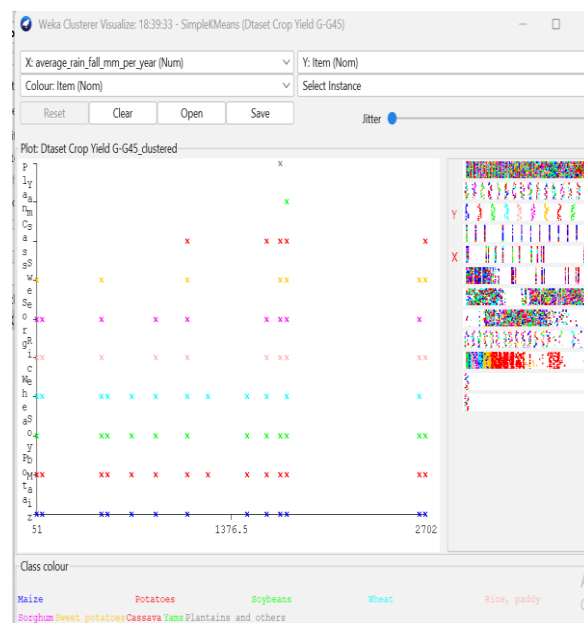 Weka Clusterer Visualize: 18:39:33 - SimpleKMeans (Dtaset Crop Yield G-G45)
X: average_rain_fall_mm_per_year (Num)
Y: Item (Nom)
Colour: Item (Nom)
Select Instance
Reset Clear Open Save
Jitter
Plot: Dtaset Crop Yield G-G45_clustered
Y
X
51 1376.5 2702
Class colour
Maize Potatoes Soybeans Wheat Rice, paddy
Sorghum Sweet potatoes Cassava Yams Plantains and others